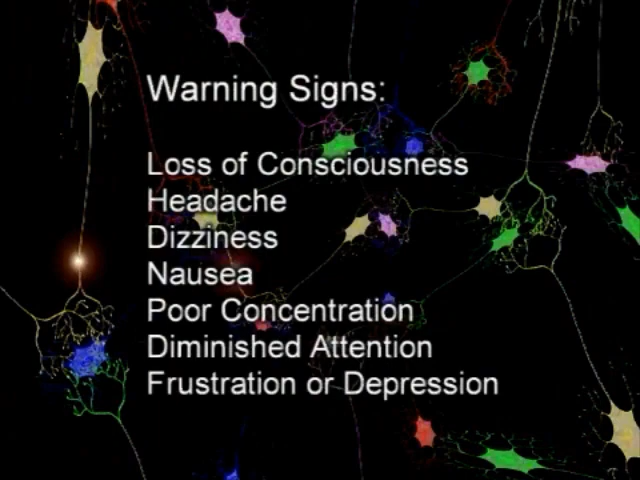 Warning Signs:
Loss of Consciousness
Headache
Dizziness
Nausea
Poor Concentration
Diminished Attention
Frustration or Depression